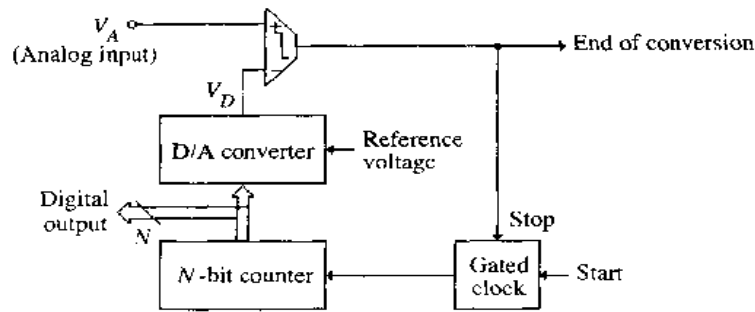 V_A
(Analog input)
End of conversion
V_D
D/A converter
Reference
voltage
Digital
output
N
Stop
N-bit counter
Gated
clock
Start